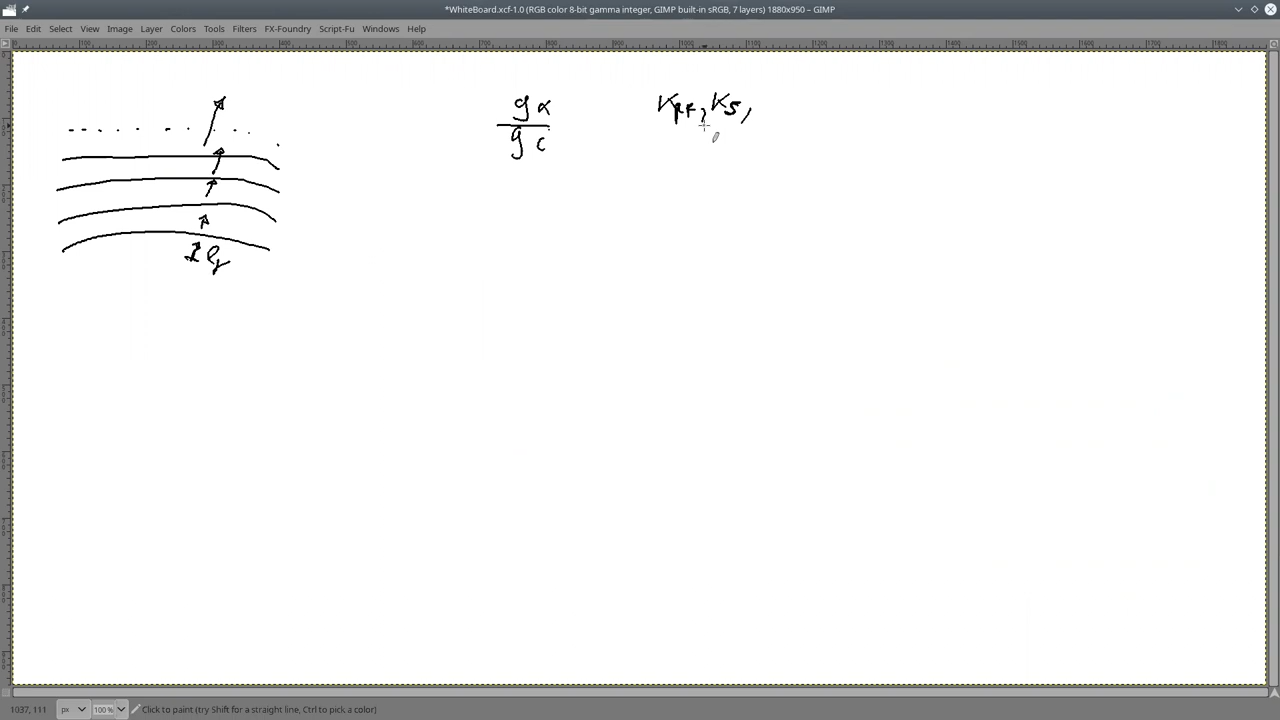 *WhiteBoard.xcf-1.0 (RGB color 8-bit gamma integer, GIMP built-in sRGB, 7 layers) 1880x950 – GIMP
File Edit Select View Image Layer Colors Tools Filters FX-Foundry Script-Fu Windows Help
g α
g c
1037, 111 px 100 % Click to paint (try Shift for a straight line, Ctrl to pick a color)